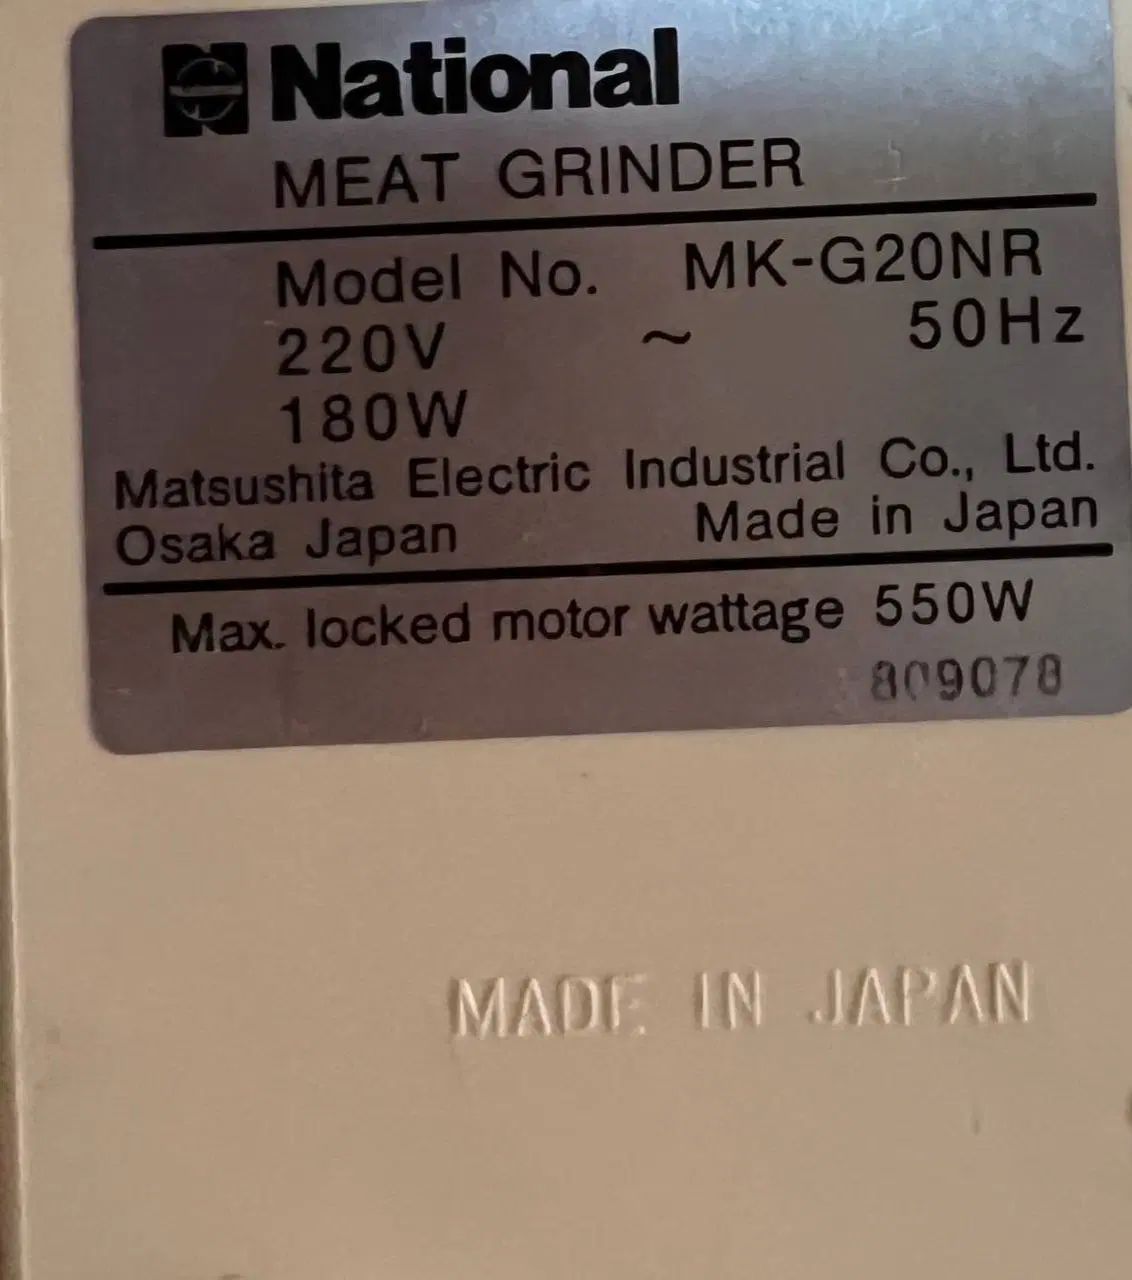 National
MEAT GRINDER
Model No. MK-G20NR
220V ~ 50Hz
180W
Matsushita Electric Industrial Co., Ltd.
Osaka Japan Made in Japan
Max. locked motor wattage 550W
809078
MADE IN JAPAN